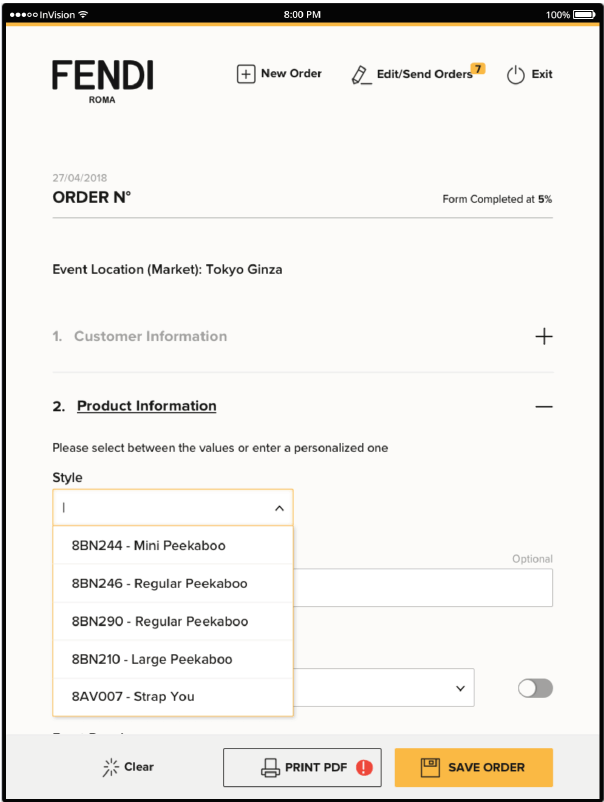 InVision 8:00 PM 100%
FENDI
ROMA
New Order
Edit/Send Orders 7
Exit
27/04/2018
ORDER N°
Form Completed at 5%
Event Location (Market): Tokyo Ginza
1. Customer Information
2. Product Information
Please select between the values or enter a personalized one
Style
8BN244 - Mini Peekaboo
Optional
8BN246 - Regular Peekaboo
8BN290 - Regular Peekaboo
8BN210 - Large Peekaboo
8AV007 - Strap You
Clear
PRINT PDF !
SAVE ORDER